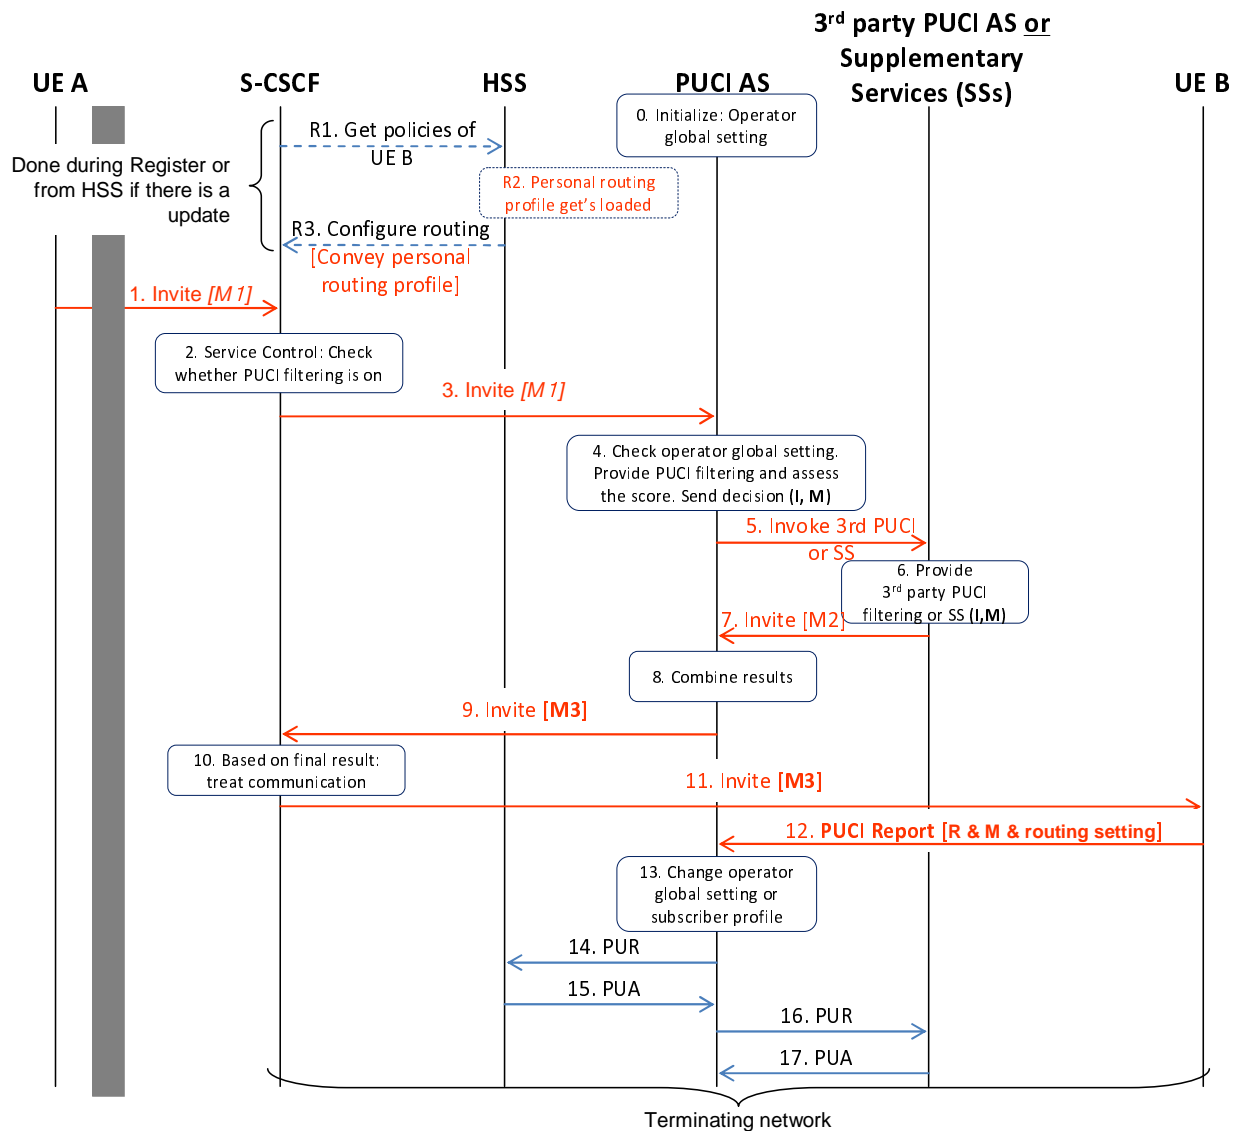 3rd party PUCI AS or
Supplementary
Services (SSs)
UE A
S-CSCF
HSS
PUCI AS
UE B
0. Initialize: Operator
global setting
R1. Get policies of
UE B
Done during Register or
from HSS if there is a
update
R2. Personal routing
profile get's loaded
R3. Configure routing
[Convey personal
routing profile]
1. Invite [M1]
2. Service Control: Check
whether PUCI filtering is on
3. Invite [M1]
4. Check operator global setting.
Provide PUCI filtering and assess
the score. Send decision (I, M)
5. Invoke 3rd PUCI
or SS
6. Provide
3rd party PUCI
filtering or SS (I,M)
7. Invite [M2]
8. Combine results
9. Invite [M3]
10. Based on final result:
treat communication
11. Invite [M3]
12. PUCI Report [R & M & routing setting]
13. Change operator
global setting or
subscriber profile
14. PUR
15. PUA
16. PUR
17. PUA
Terminating network